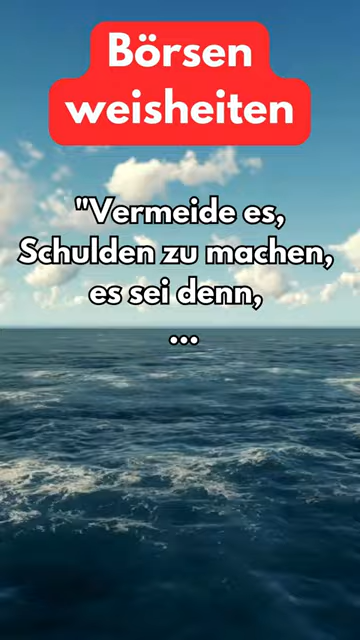 Börsen
weisheiten
"Vermeide es,
Schulden zu machen,
es sei denn,
...